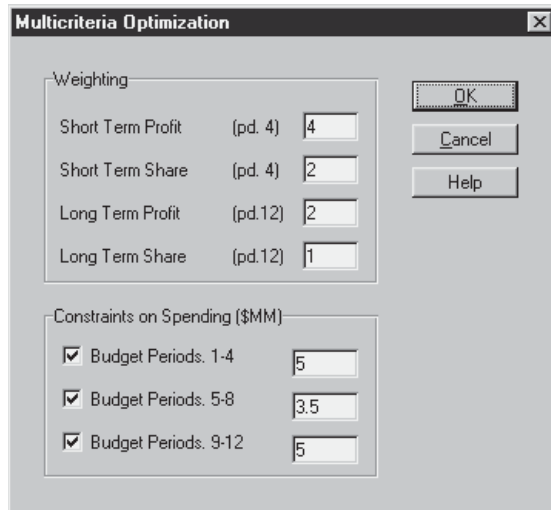 Multicriteria Optimization
Weighting
Short Term Profit (pd. 4) 4
Short Term Share (pd. 4) 2
Long Term Profit (pd.12) 2
Long Term Share (pd.12) 1
OK
Cancel
Help
Constraints on Spending ($MM)
Budget Periods. 1-4 5
Budget Periods. 5-8 3.5
Budget Periods. 9-12 5